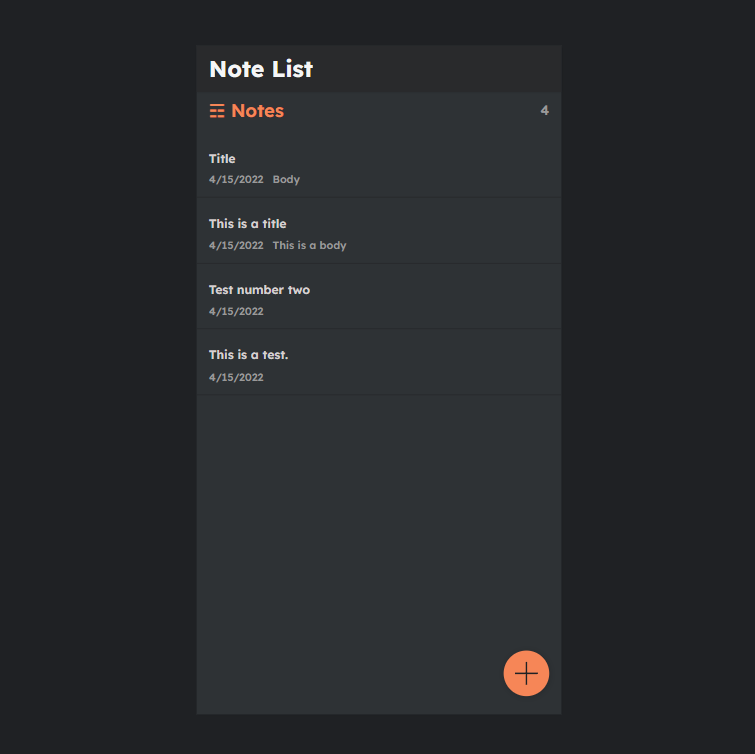 Note List
☶ Notes 4
Title
4/15/2022 Body
This is a title
4/15/2022 This is a body
Test number two
4/15/2022
This is a test.
4/15/2022